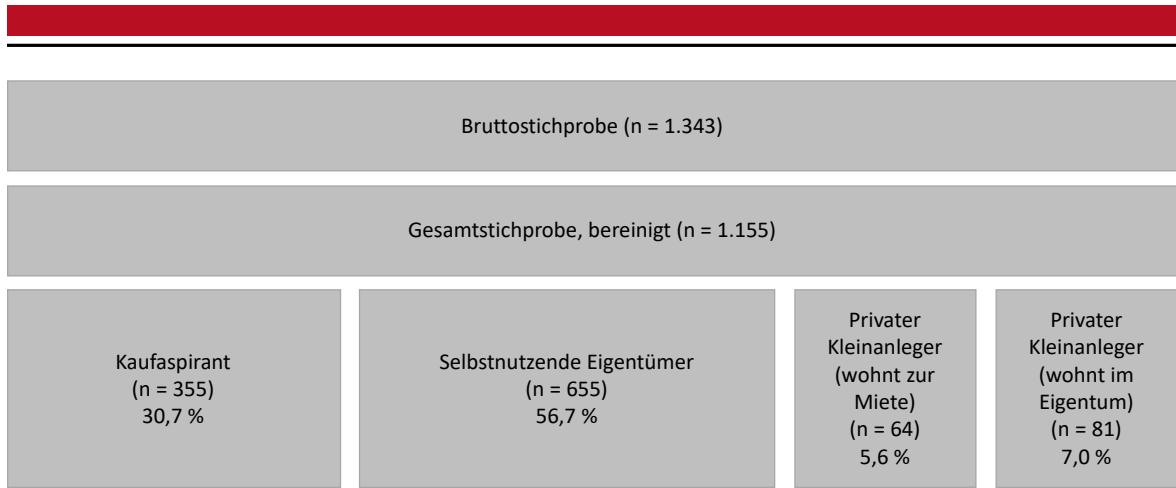 Bruttostichprobe (n = 1.343)
Gesamtstichprobe, bereinigt (n = 1.155)
Kaufaspirant
(n = 355)
30,7 %
Selbstnutzende Eigentümer
(n = 655)
56,7 %
Privater
Kleinanleger
(wohnt zur
Miete)
(n = 64)
5,6 %
Privater
Kleinanleger
(wohnt im
Eigentum)
(n = 81)
7,0 %